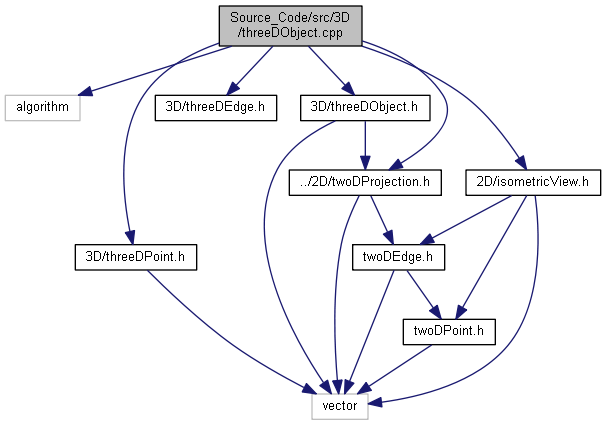 Source_Code/src/3D
/threeDObject.cpp
algorithm
3D/threeDEdge.h
3D/threeDObject.h
../2D/twoDProjection.h
2D/isometricView.h
3D/threeDPoint.h
twoDEdge.h
twoDPoint.h
vector